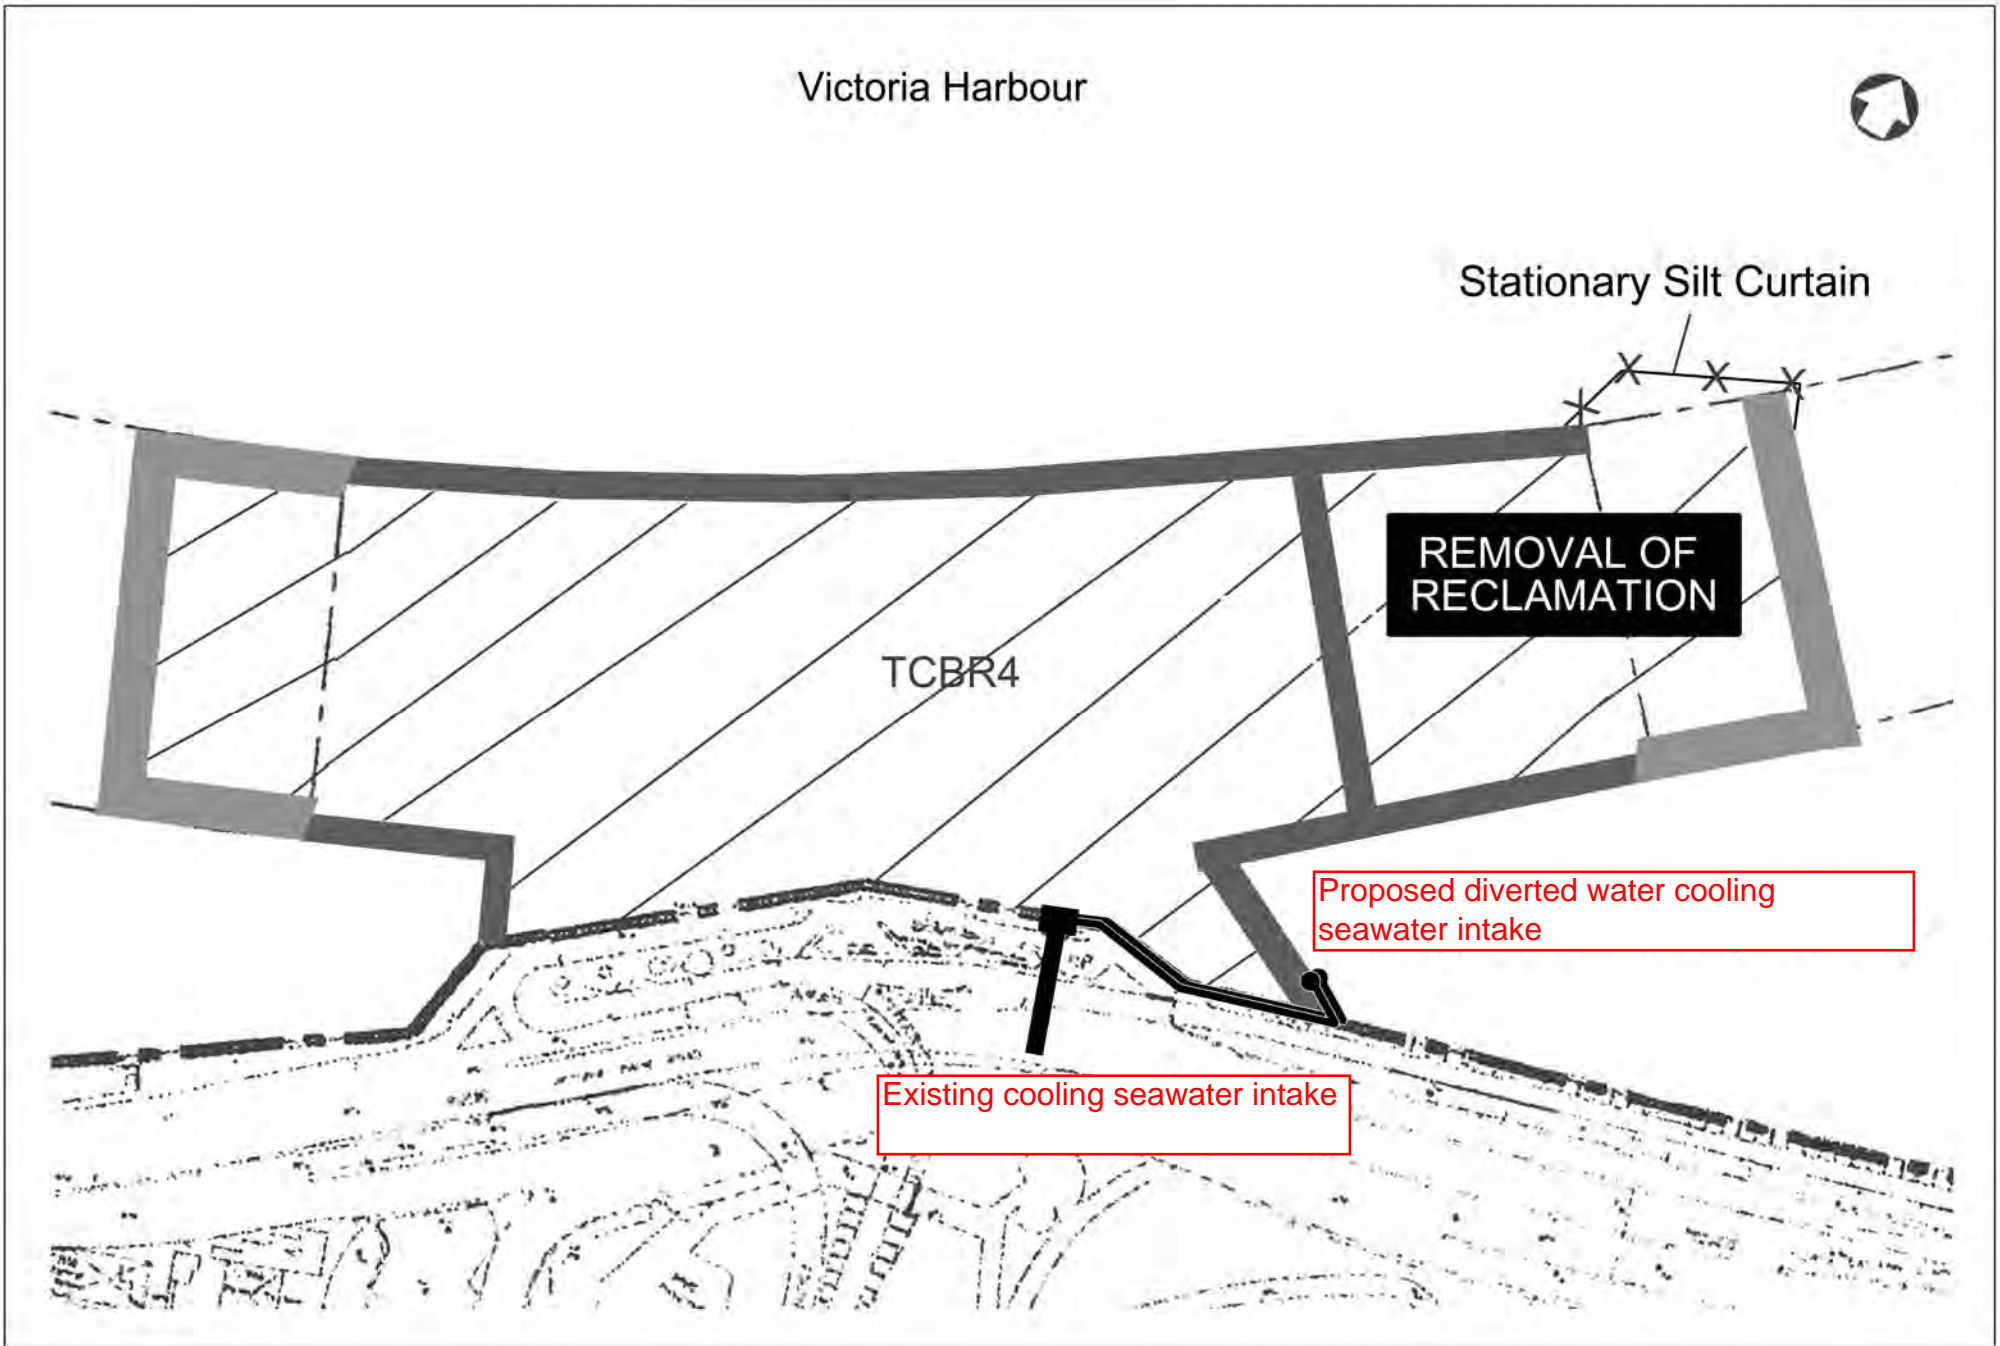 Victoria Harbour
Stationary Silt Curtain
REMOVAL OF
RECLAMATION
TCBR4
Proposed diverted water cooling
seawater intake
Existing cooling seawater intake